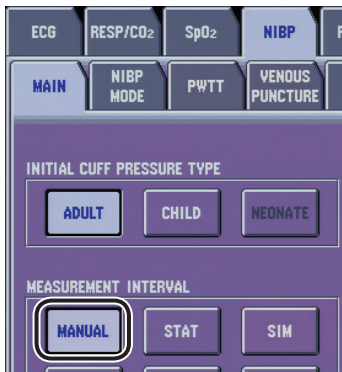 ECG RESP/CO₂ SpO₂ NIBP
MAIN NIBP MODE PWTT VENOUS PUNCTURE
INITIAL CUFF PRESSURE TYPE
ADULT CHILD NEONATE
MEASUREMENT INTERVAL
MANUAL STAT SIM